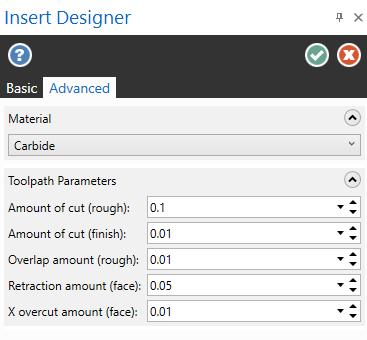 Insert Designer
?
Basic Advanced
Material
Carbide
Toolpath Parameters
Amount of cut (rough): 0.1
Amount of cut (finish): 0.01
Overlap amount (rough): 0.01
Retraction amount (face): 0.05
X overcut amount (face): 0.01